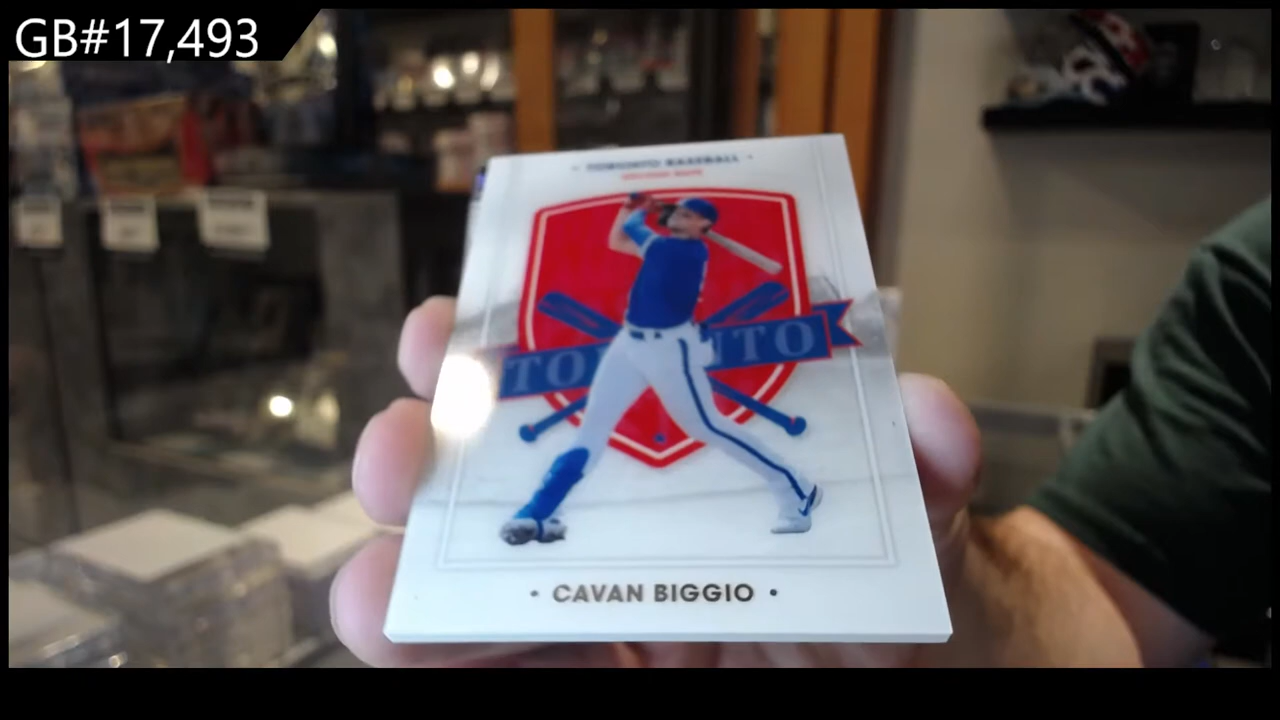 GB#17,493
• TORONTO BASEBALL •
TORONTO
• CAVAN BIGGIO •